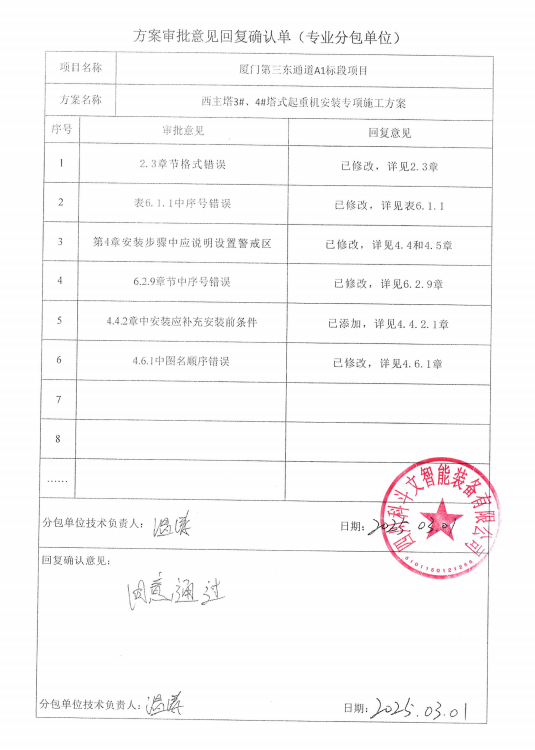 方案审批意见回复确认单（专业分包单位）
项目名称 厦门第三东通道A1标段项目
方案名称 西主塔3#、4#塔式起重机安装专项施工方案
序号 审批意见 回复意见
1 2.3章节格式错误 已修改，详见2.3章
2 表6.1.1中序号错误 已修改，详见表6.1.1
3 第4章安装步骤中应说明设置警戒区 已修改，详见4.4和4.5章
4 6.2.9章节中序号错误 已修改，详见6.2.9章
5 4.4.2章中安装应补充安装前条件 已添加，详见4.4.2.1章
6 4.6.1中图名顺序错误 已修改，详见4.6.1章
7
8
......
分包单位技术负责人： 日期：2025.03.01
科斗文智能装备有限公司
回复确认意见：
同意通过
分包单位技术负责人： 日期：2025.03.01